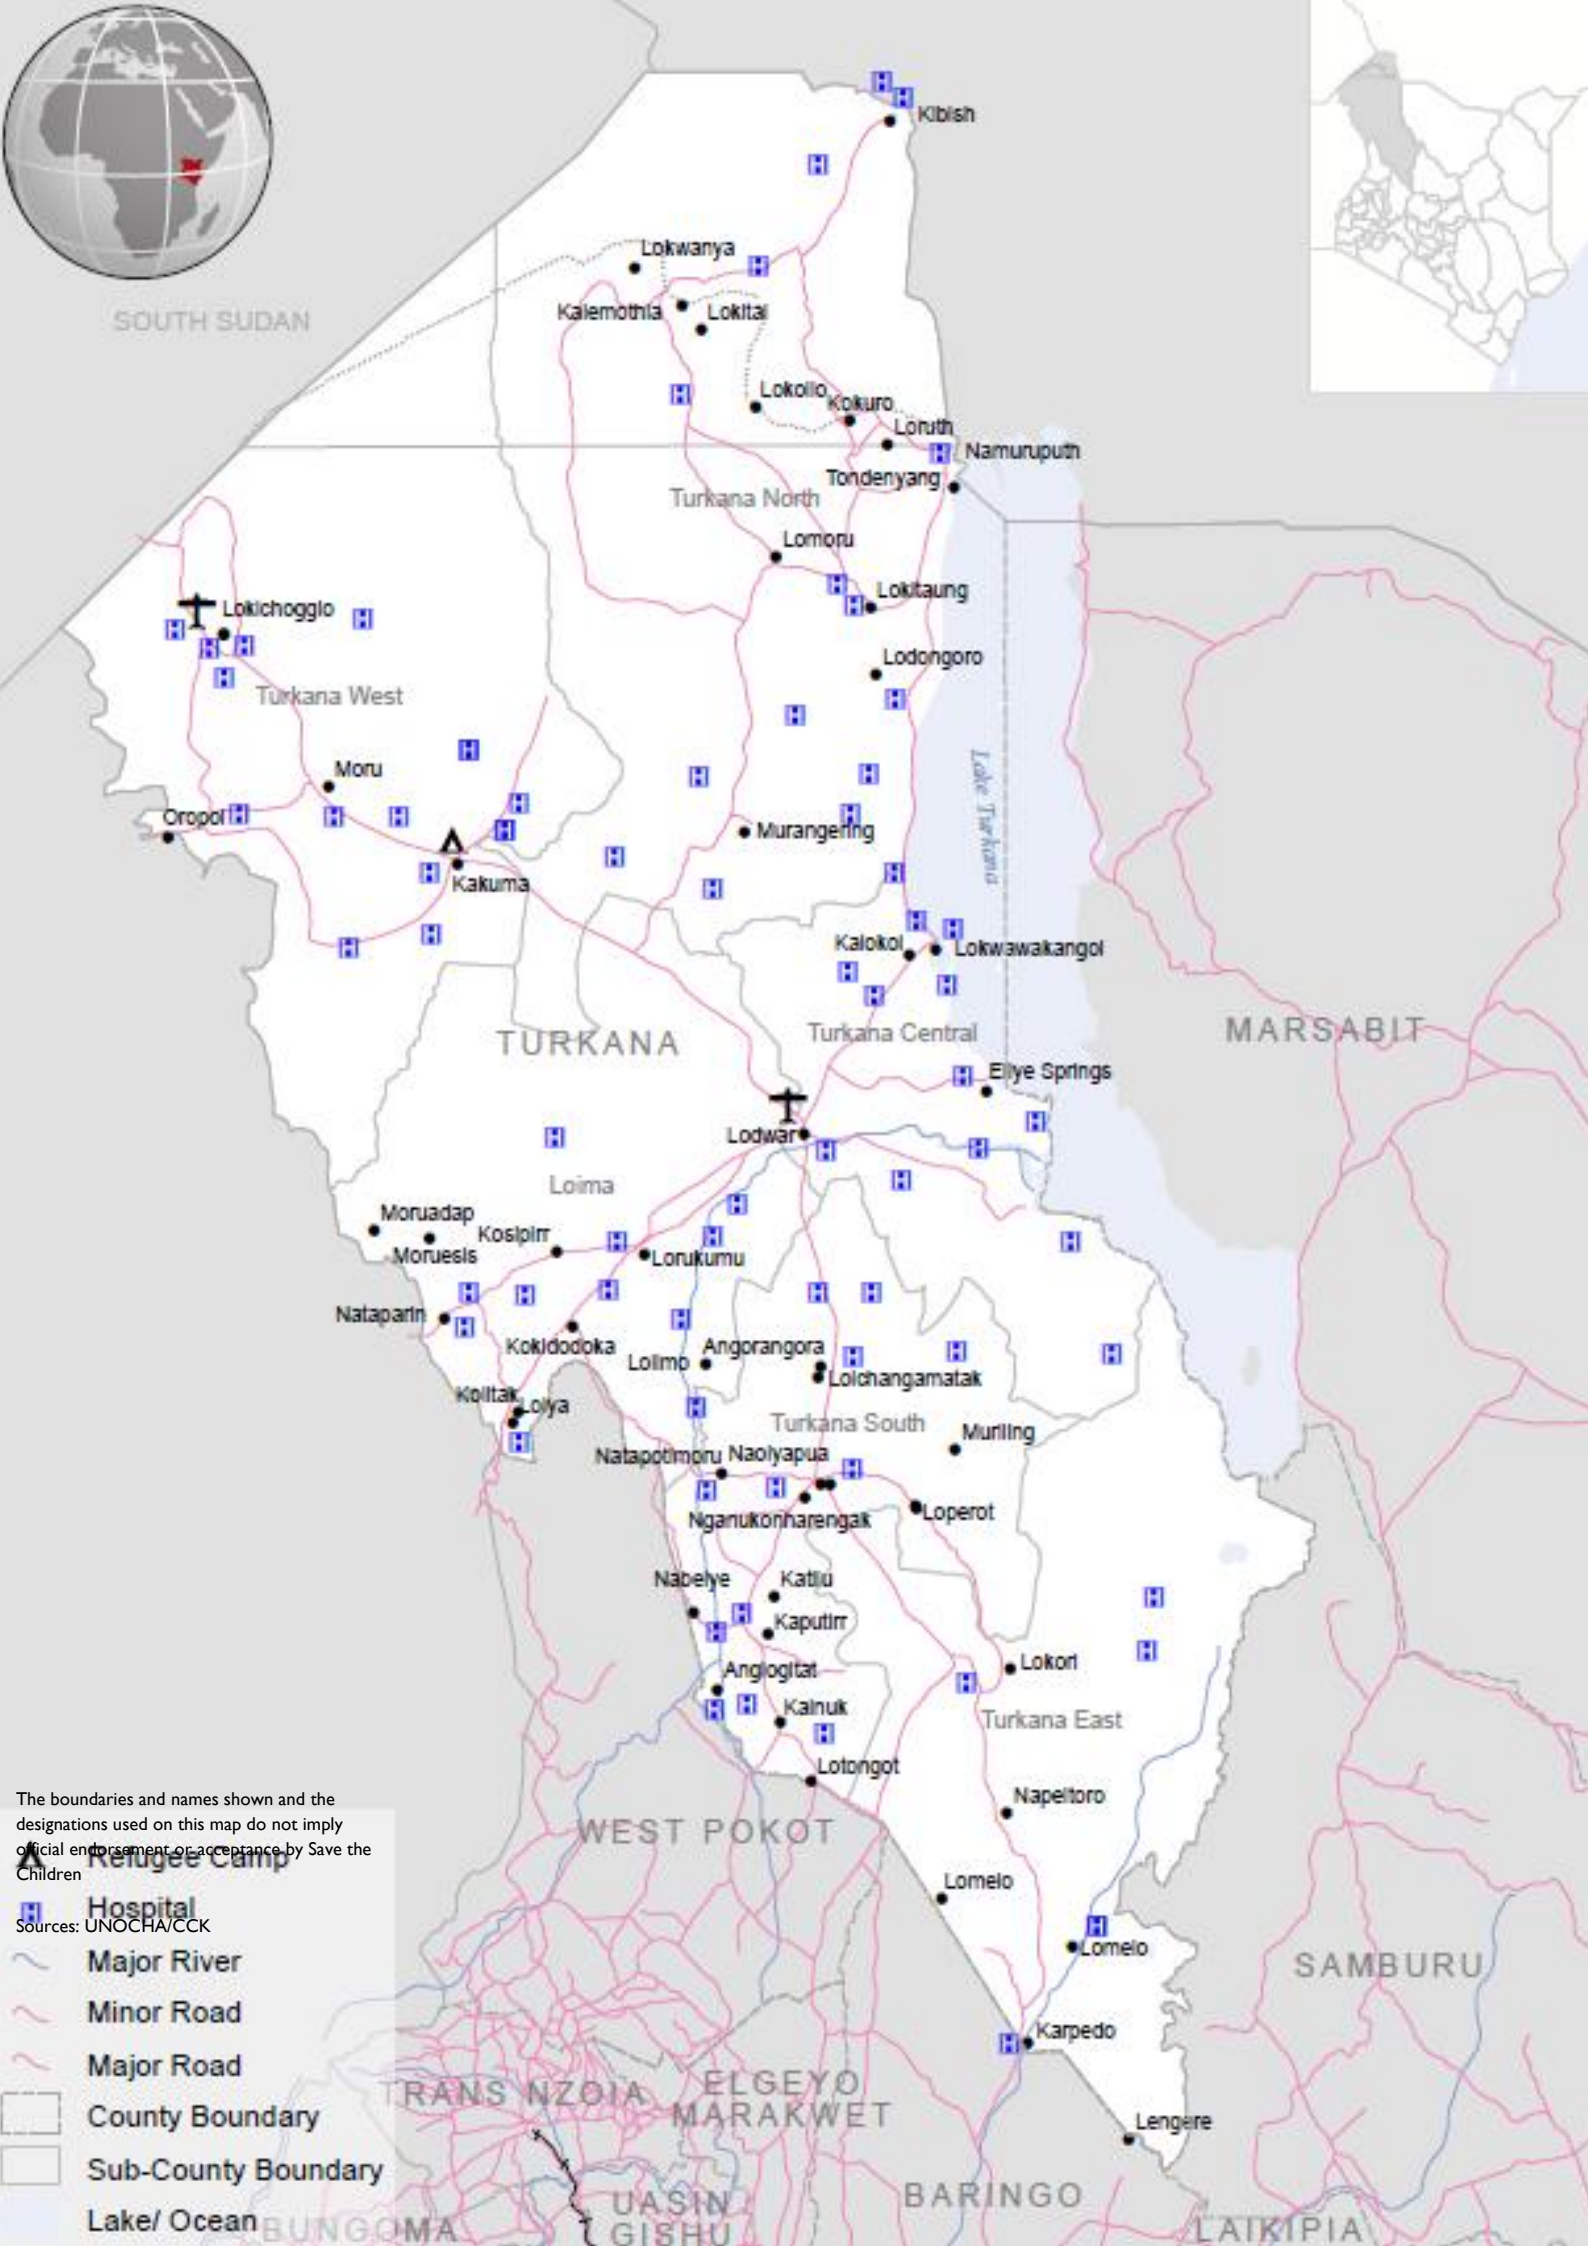 Kibish
Lokwanya
SOUTH SUDAN
Kalemothia
Lokitai
Lokolio
Kokuro
Loruth
Namuruputh
Tondenyang
Turkana North
Lomoru
Lokitaung
Lokichoggio
Lodongoro
Turkana West
Lake Turkana
Moru
Oropoi
Murangering
Kakuma
Kalokol
Lokwawakangol
TURKANA
Turkana Central
MARSABIT
Eliye Springs
Lodwar
Loima
Moruadap
Kosipirr
Moruesis
Lorukumu
Nataparin
Kokidodoka
Angorangora
Lolimo
Loichangamatak
Kolitak
Loiya
Turkana South
Muriling
Natapotimoru
Naoiyapua
Nganukonharengak
Loperot
Nabeiye
Katilu
Kaputirr
Lokori
Angiogitat
Kainuk
Turkana East
Lotongot
Napeitoro
WEST POKOT
Lomelo
Lomelo
SAMBURU
Karpedo
TRANS NZOIA
ELGEYO
MARAKWET
Lengere
BARINGO
UASIN
GISHU
BUNGOMA
LAIKIPIA
The boundaries and names shown and the
designations used on this map do not imply
official endorsement or acceptance by Save the
Children
Sources: UNOCHA/CCK
Refugee Camp
Hospital
Major River
Minor Road
Major Road
County Boundary
Sub-County Boundary
Lake/ Ocean